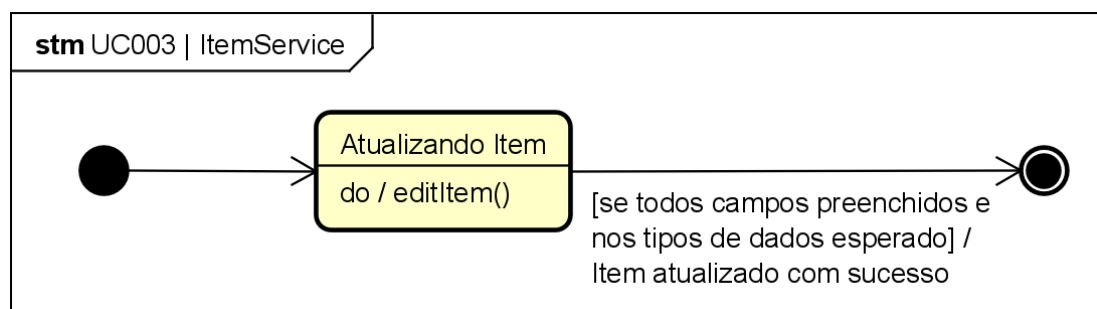 stm UC003 | ItemService
Atualizando Item
do / editItem()
[se todos campos preenchidos e
nos tipos de dados esperado] /
Item atualizado com sucesso